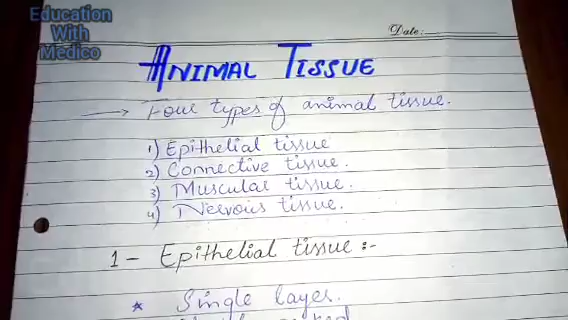 Education
With
Medico
Date:
ANIMAL TISSUE
→ Four types of animal tissue.
1) Epithelial tissue
2) Connective tissue.
3) Muscular tissue.
4) Nervous tissue.
1- Epithelial tissue :-
* Single layer.